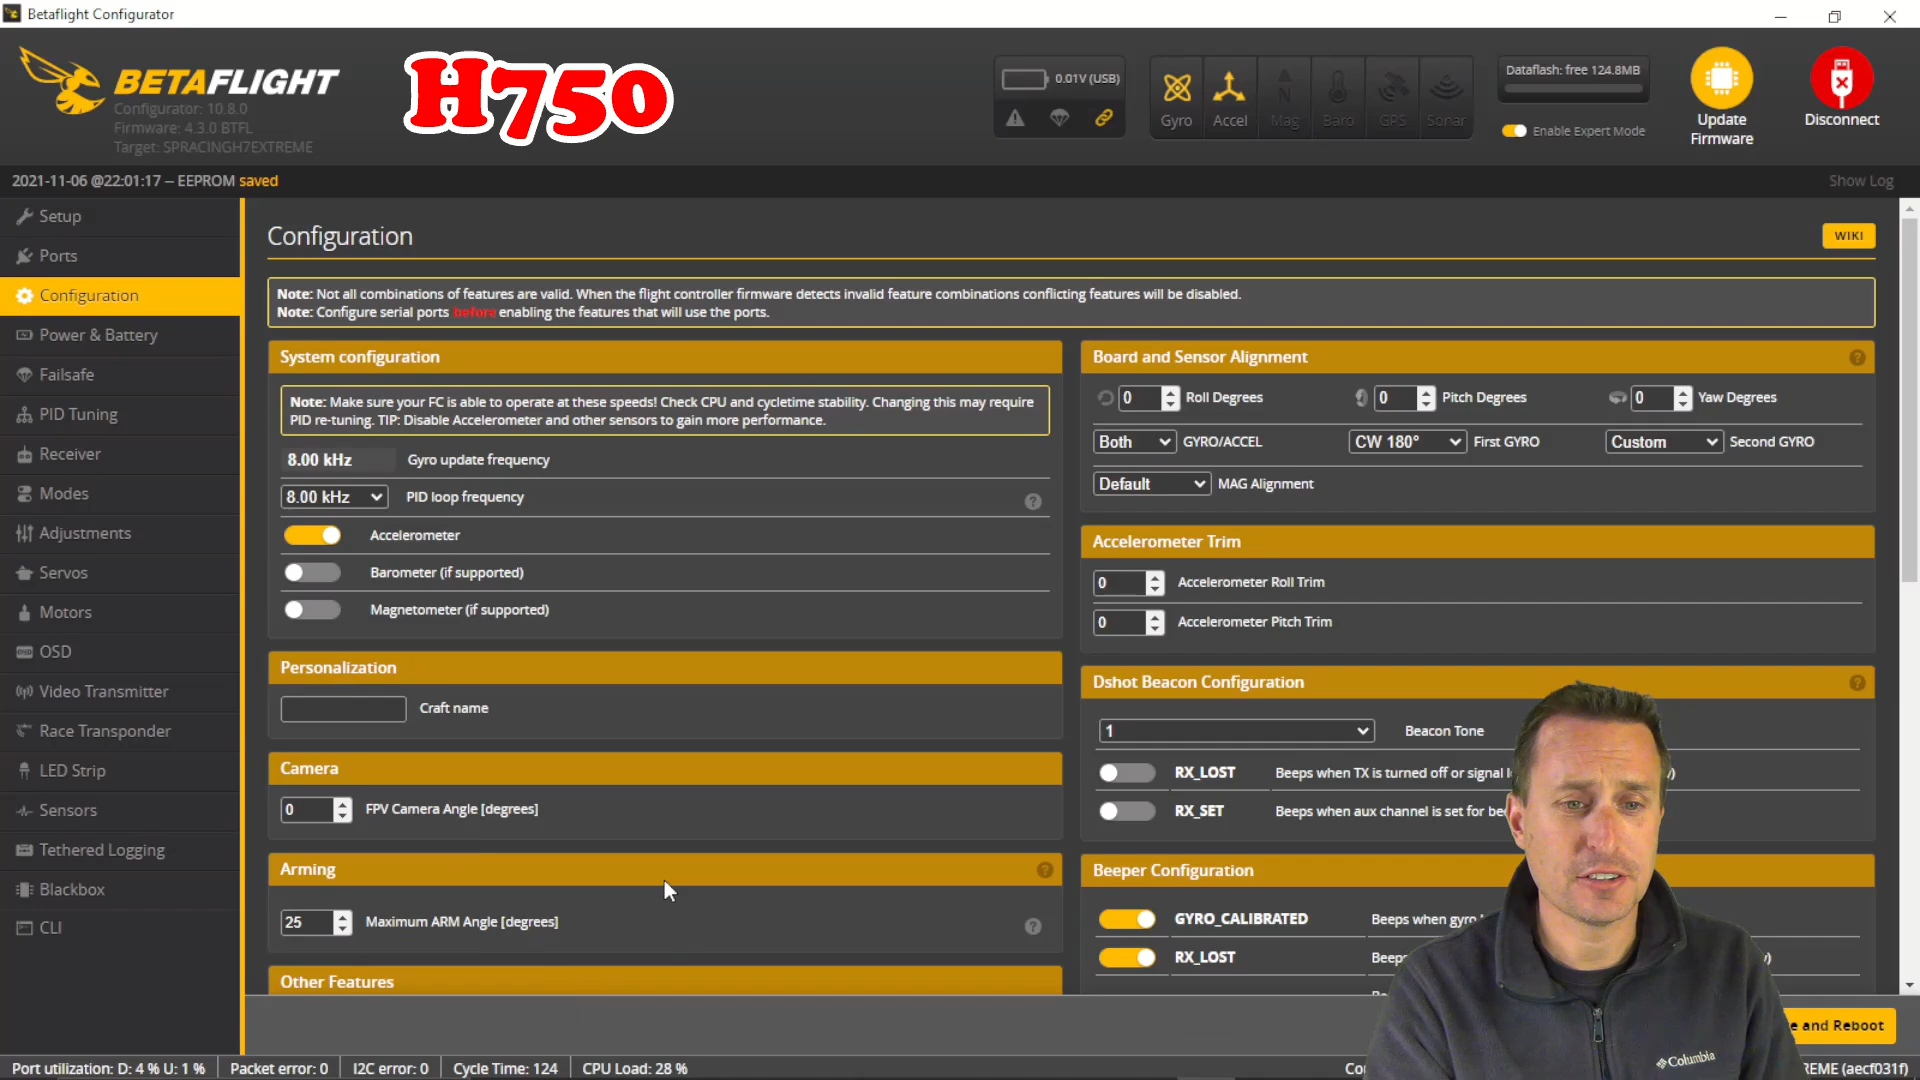 Betaflight Configurator
BETAFLIGHT
Configurator: 10.8.0
Firmware: 4.3.0 BTFL
Target: SPRACINGH7EXTREME
H750
0.01V (USB)
Gyro
Accel
Mag
Baro
GPS
Sonar
Dataflash: free 124.8MB
Enable Expert Mode
Update
Firmware
Disconnect
2021-11-06 @22:01:17 -- EEPROM saved
Show Log
Setup
Ports
Configuration
Power & Battery
Failsafe
PID Tuning
Receiver
Modes
Adjustments
Servos
Motors
OSD
Video Transmitter
Race Transponder
LED Strip
Sensors
Tethered Logging
Blackbox
CLI
Configuration
WIKI
Note: Not all combinations of features are valid. When the flight controller firmware detects invalid feature combinations conflicting features will be disabled.
Note: Configure serial ports before enabling the features that will use the ports.
System configuration
Note: Make sure your FC is able to operate at these speeds! Check CPU and cycletime stability. Changing this may require
PID re-tuning. TIP: Disable Accelerometer and other sensors to gain more performance.
8.00 kHz Gyro update frequency
8.00 kHz PID loop frequency
Accelerometer
Barometer (if supported)
Magnetometer (if supported)
Personalization
Craft name
Camera
0 FPV Camera Angle [degrees]
Arming
25 Maximum ARM Angle [degrees]
Other Features
Board and Sensor Alignment
0 Roll Degrees 0 Pitch Degrees 0 Yaw Degrees
Both GYRO/ACCEL CW 180° First GYRO Custom Second GYRO
Default MAG Alignment
Accelerometer Trim
0 Accelerometer Roll Trim
0 Accelerometer Pitch Trim
Dshot Beacon Configuration
1 Beacon Tone
RX_LOST Beeps when TX is turned off or signal
RX_SET Beeps when aux channel is set for
Beeper Configuration
GYRO_CALIBRATED Beeps when gyro
RX_LOST Beeps
and Reboot
Columbia
Port utilization: D: 4 % U: 1 % Packet error: 0 I2C error: 0 Cycle Time: 124 CPU Load: 28 %
(aecf031f)